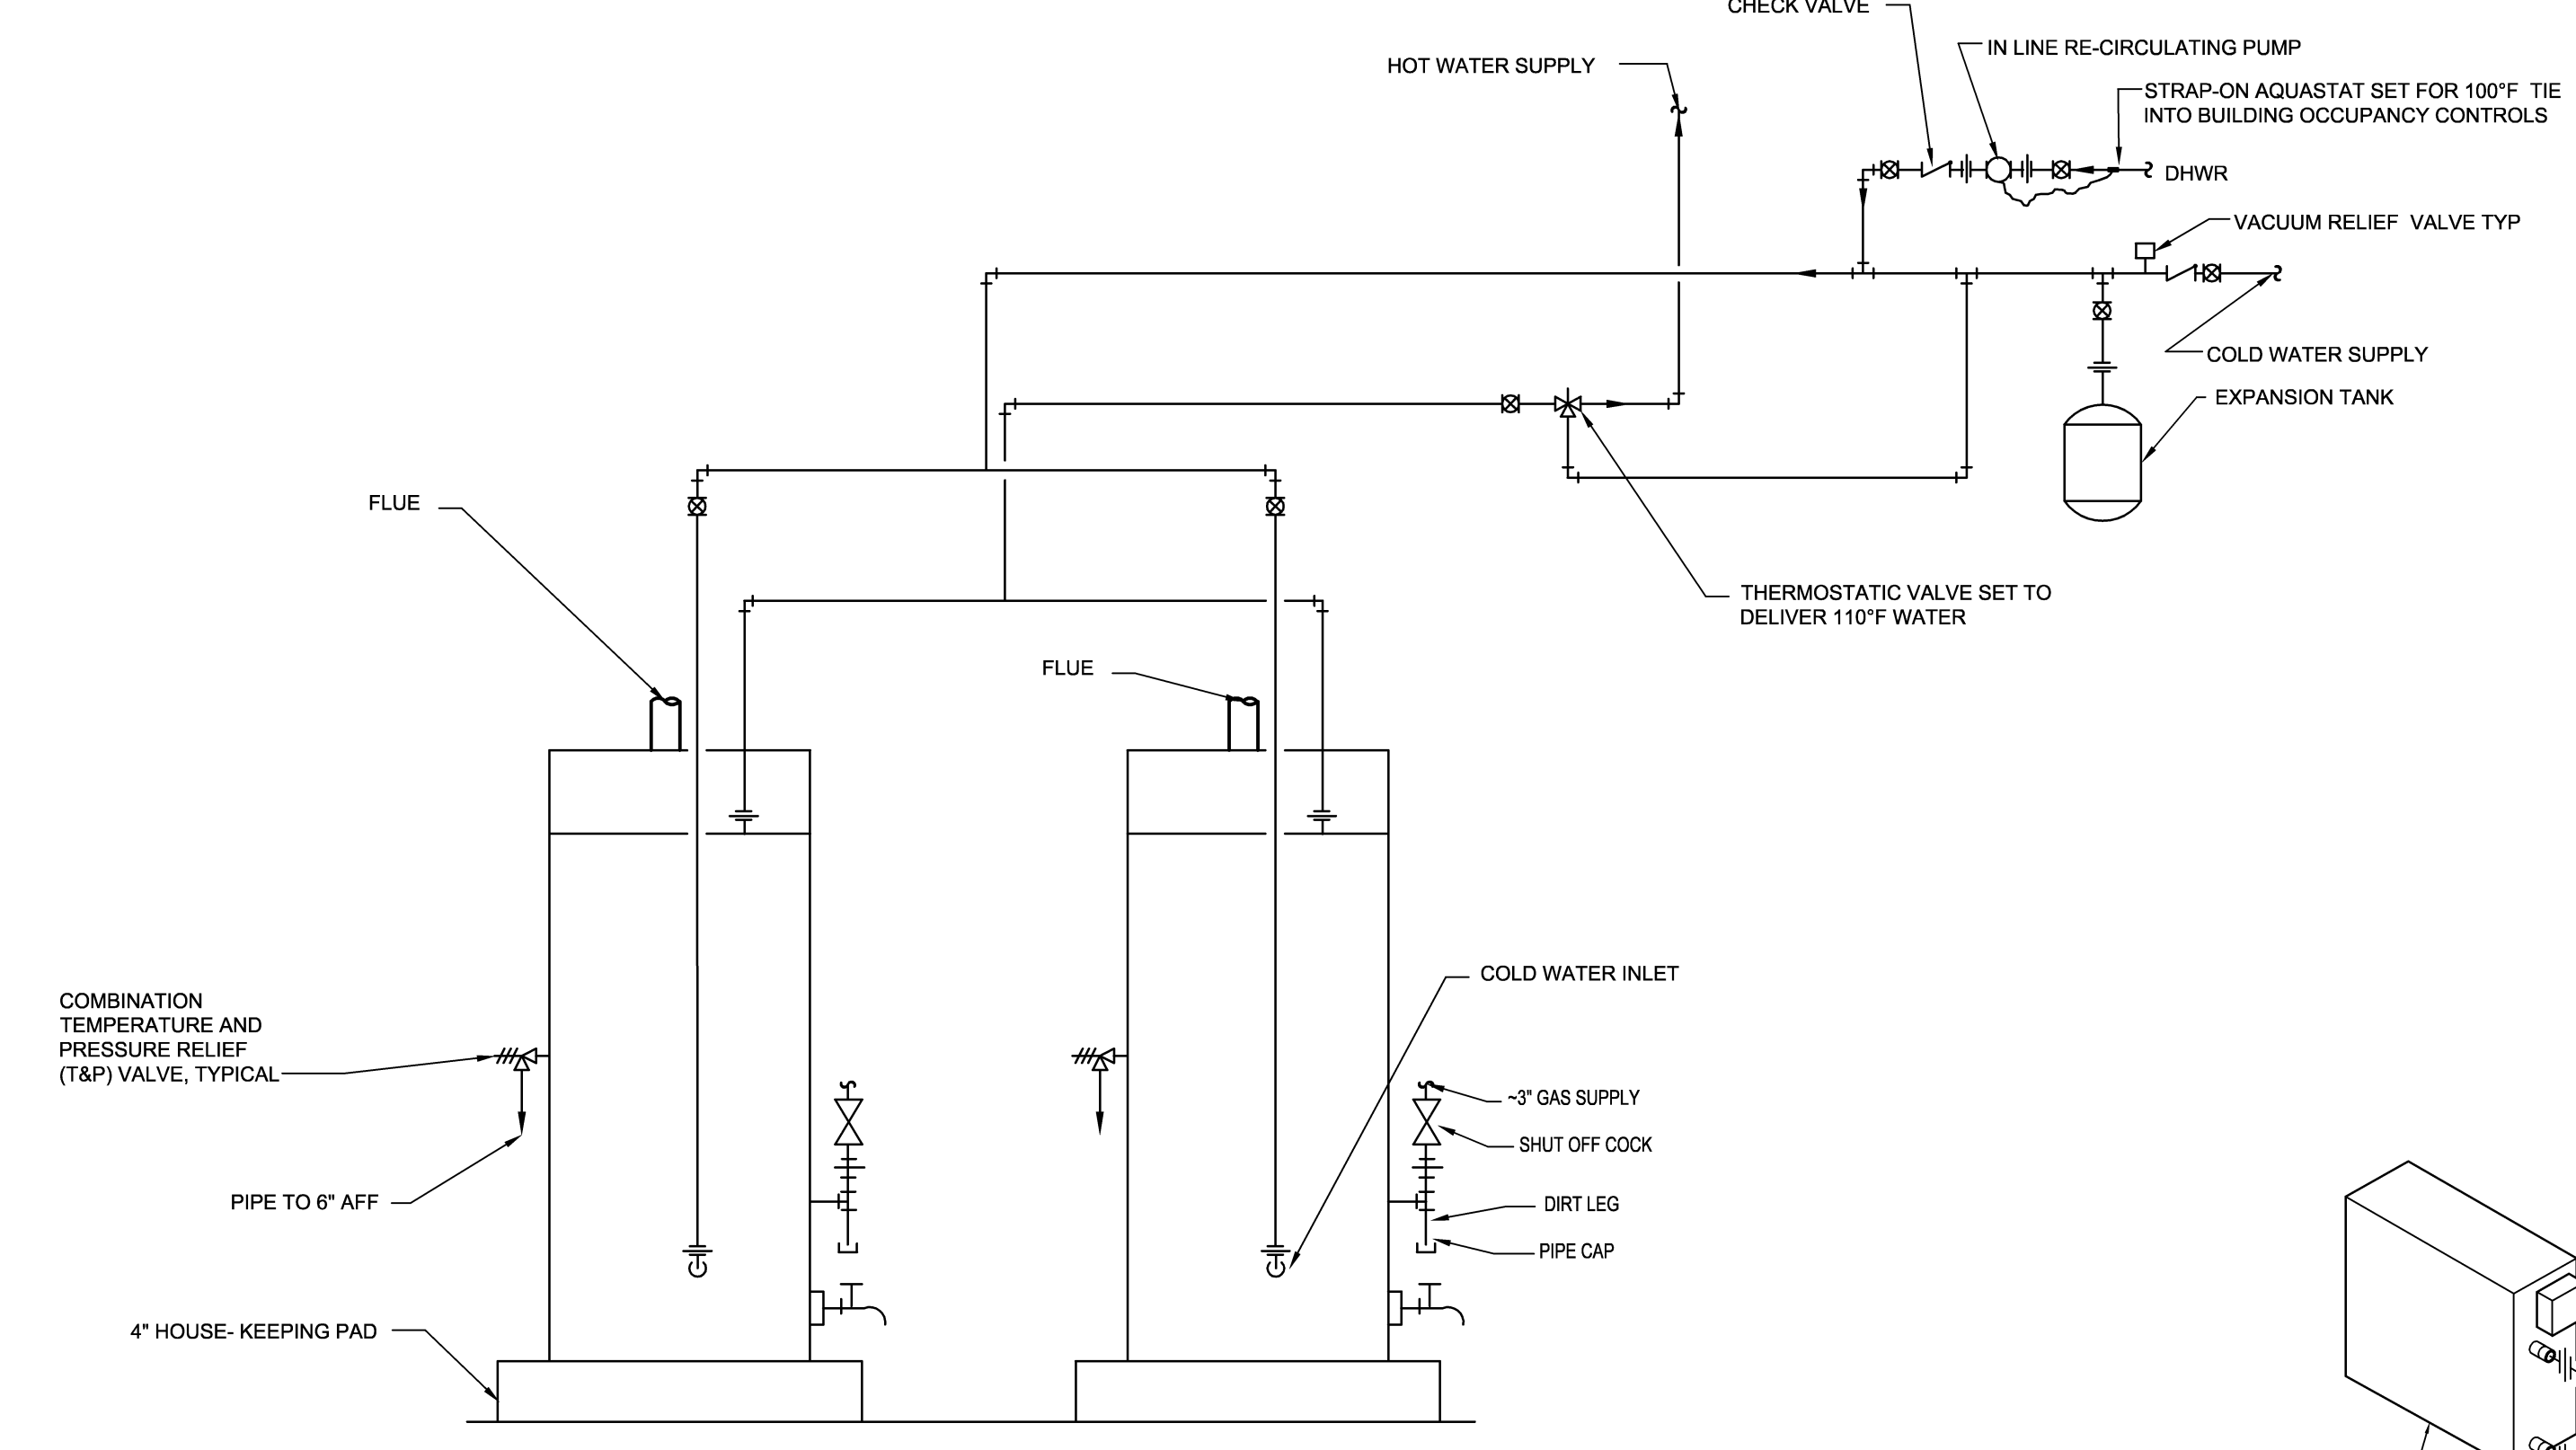 CHECK VALVE
IN LINE RE-CIRCULATING PUMP
HOT WATER SUPPLY
STRAP-ON AQUASTAT SET FOR 100°F TIE
INTO BUILDING OCCUPANCY CONTROLS
DHWR
VACUUM RELIEF VALVE TYP
COLD WATER SUPPLY
EXPANSION TANK
FLUE
THERMOSTATIC VALVE SET TO
DELIVER 110°F WATER
FLUE
COLD WATER INLET
COMBINATION
TEMPERATURE AND
PRESSURE RELIEF
(T&P) VALVE, TYPICAL
~3" GAS SUPPLY
SHUT OFF COCK
PIPE TO 6" AFF
DIRT LEG
PIPE CAP
4" HOUSE- KEEPING PAD